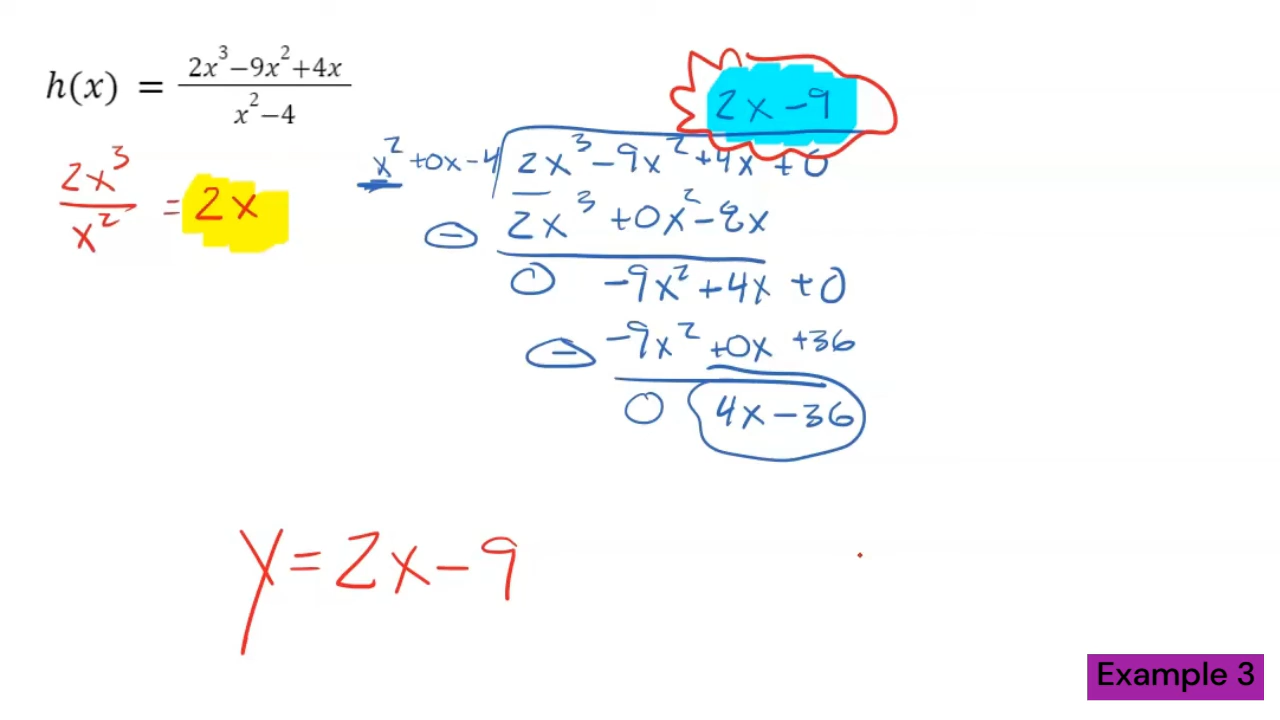 h(x) = (2x³−9x²+4x)/(x²−4)
2x³/x² = 2x
2x −9
x² +0x −4 2x³ −9x² +4x +0
− 2x³ +0x² −8x
0 −9x² +4x +0
− −9x² +0x +36
0 4x −36
y = 2x − 9
Example 3